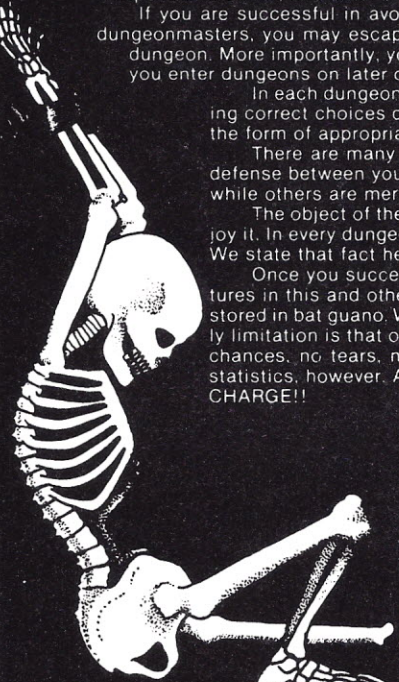 If you are successful in avo
dungeonmasters, you may escap
dungeon. More importantly, yo
you enter dungeons on later o
In each dungeon
ing correct choices o
the form of appropria
There are many
defense between you
while others are mer
The object of the
joy it. In every dunge
We state that fact he
Once you succe
tures in this and othe
stored in bat guano. W
ly limitation is that o
chances, no tears, n
statistics, however. A
CHARGE!!